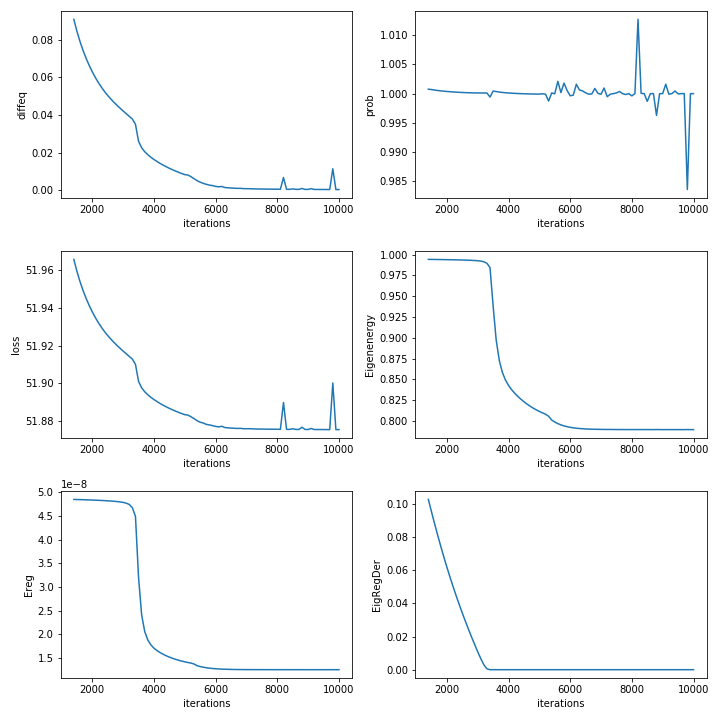 0.08
0.06
0.04
0.02
0.00
diffeq
2000 4000 6000 8000 10000
iterations
1.010
1.005
1.000
0.995
0.990
0.985
prob
2000 4000 6000 8000 10000
iterations
51.96
51.94
51.92
51.90
51.88
loss
2000 4000 6000 8000 10000
iterations
1.000
0.975
0.950
0.925
0.900
0.875
0.850
0.825
0.800
Eigenenergy
2000 4000 6000 8000 10000
iterations
1e−8
5.0
4.5
4.0
3.5
3.0
2.5
2.0
1.5
Ereg
2000 4000 6000 8000 10000
iterations
0.10
0.08
0.06
0.04
0.02
0.00
EigRegDer
2000 4000 6000 8000 10000
iterations